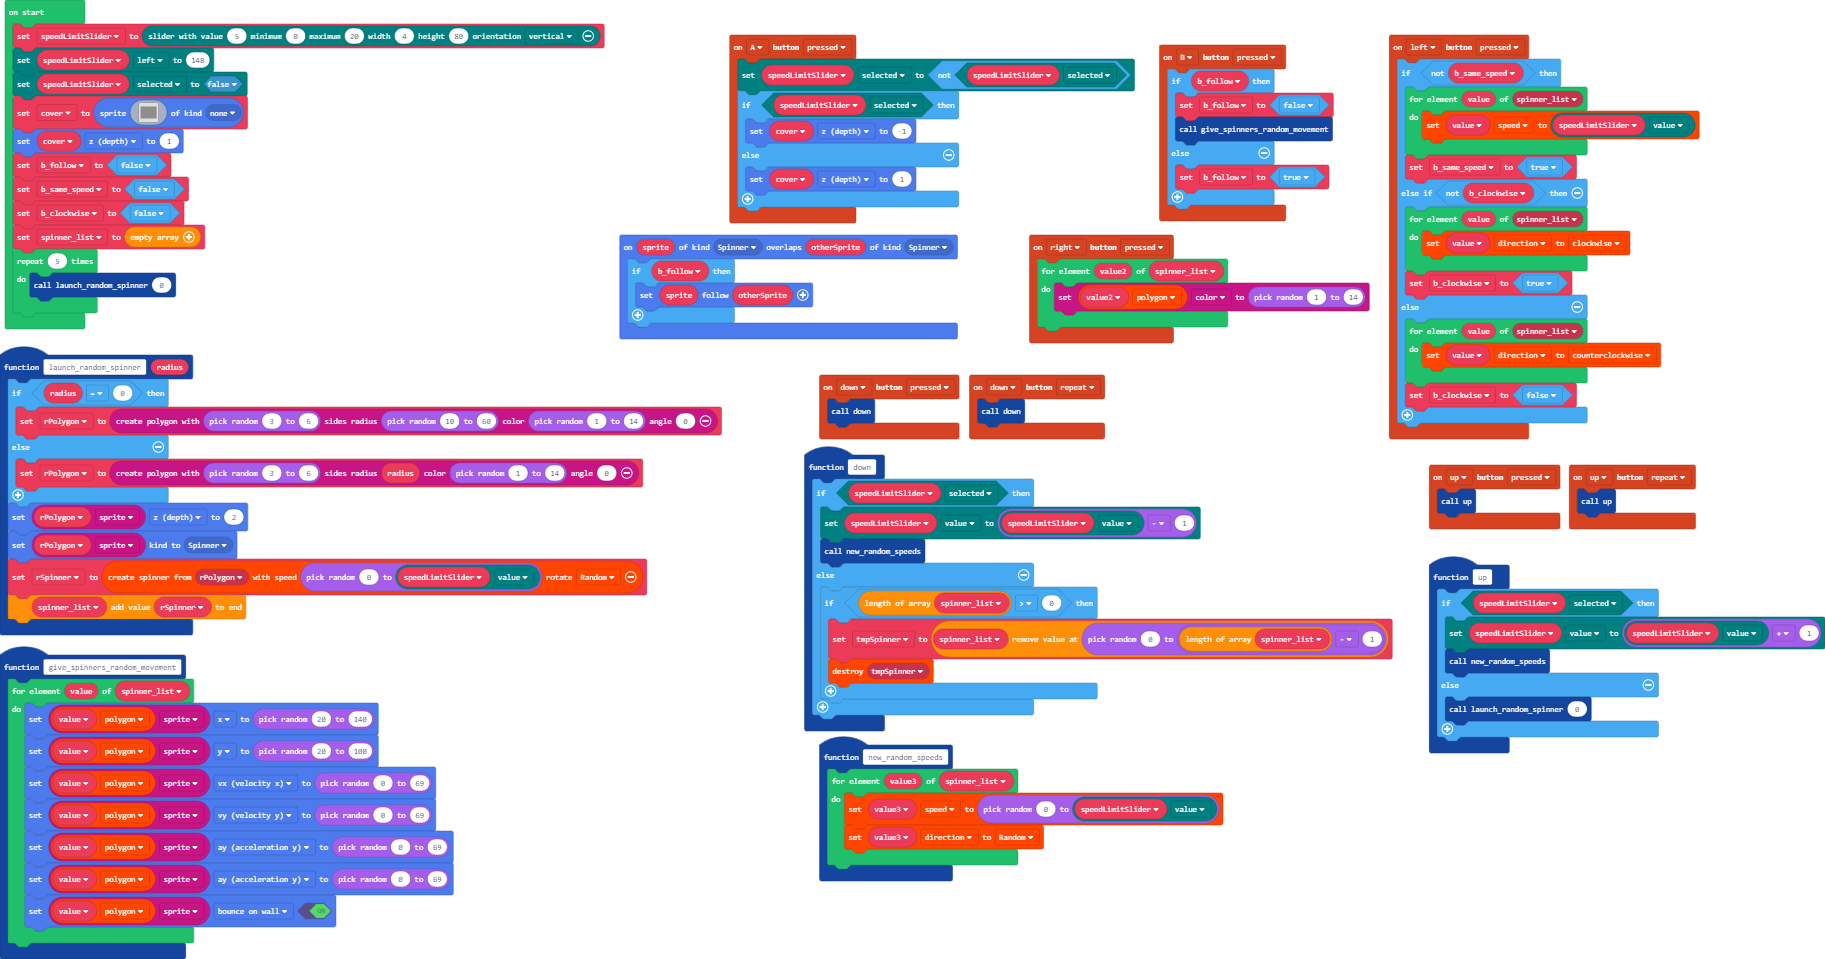 on start
set speedLimitSlider to slider with value 5 minimum 0 maximum 20 width 4 height 80 orientation vertical
set speedLimitSlider left to 148
set speedLimitSlider selected to false
set cover to sprite of kind none
set cover z (depth) to 1
set b_follow to false
set b_same_speed to false
set b_clockwise to false
set spinner_list to empty array
repeat 5 times
do call launch_random_spinner 0
function launch_random_spinner radius
if radius = 0 then
set rPolygon to create polygon with pick random 3 to 6 sides radius pick random 10 to 60 color pick random 1 to 14 angle 0
else
set rPolygon to create polygon with pick random 3 to 6 sides radius radius color pick random 1 to 14 angle 0
set rPolygon sprite z (depth) to 2
set rPolygon sprite kind to Spinner
set rSpinner to create spinner from rPolygon with speed pick random 0 to speedLimitSlider value rotate Random
spinner_list add value rSpinner to end
function give_spinners_random_movement
for element value of spinner_list
do set value polygon sprite x to pick random 20 to 140
set value polygon sprite y to pick random 20 to 100
set value polygon sprite vx (velocity x) to pick random 0 to 69
set value polygon sprite vy (velocity y) to pick random 0 to 69
set value polygon sprite ay (acceleration y) to pick random 0 to 69
set value polygon sprite ay (acceleration y) to pick random 0 to 69
set value polygon sprite bounce on wall ON
on A button pressed
set speedLimitSlider selected to not speedLimitSlider selected
if speedLimitSlider selected then
set cover z (depth) to -1
else
set cover z (depth) to 1
on sprite of kind Spinner overlaps otherSprite of kind Spinner
if b_follow then
set sprite follow otherSprite
on B button pressed
if b_follow then
set b_follow to false
call give_spinners_random_movement
else
set b_follow to true
on right button pressed
for element value2 of spinner_list
do set value2 polygon color to pick random 1 to 14
on left button pressed
if not b_same_speed then
for element value of spinner_list
do set value speed to speedLimitSlider value
set b_same_speed to true
else if not b_clockwise then
for element value of spinner_list
do set value direction to clockwise
set b_clockwise to true
else
for element value of spinner_list
do set value direction to counterclockwise
set b_clockwise to false
on down button pressed
call down
on down button repeat
call down
function down
if speedLimitSlider selected then
set speedLimitSlider value to speedLimitSlider value - 1
call new_random_speeds
else
if length of array spinner_list > 0 then
set tmpSpinner to spinner_list remove value at pick random 0 to length of array spinner_list - 1
destroy tmpSpinner
function new_random_speeds
for element value3 of spinner_list
do set value3 speed to pick random 0 to speedLimitSlider value
set value3 direction to Random
on up button pressed
call up
on up button repeat
call up
function up
if speedLimitSlider selected then
set speedLimitSlider value to speedLimitSlider value + 1
call new_random_speeds
else
call launch_random_spinner 0